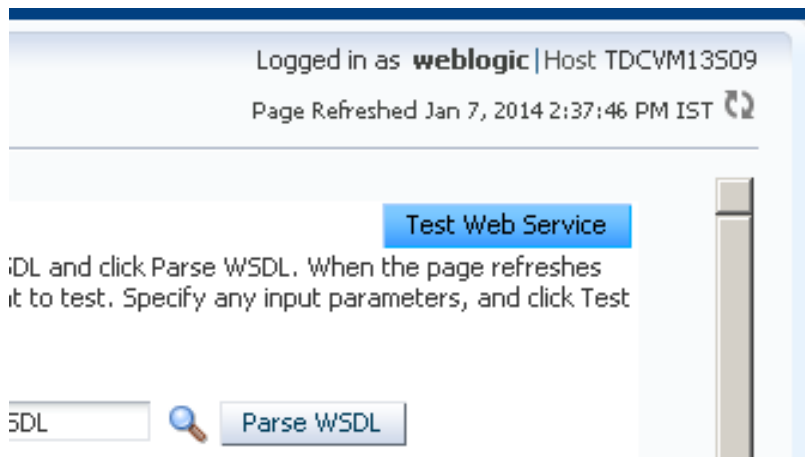 Logged in as weblogic|Host TDCVM13S09
Page Refreshed Jan 7, 2014 2:37:46 PM IST
Test Web Service
DL and click Parse WSDL. When the page refreshes
t to test. Specify any input parameters, and click Test
SDL
Parse WSDL